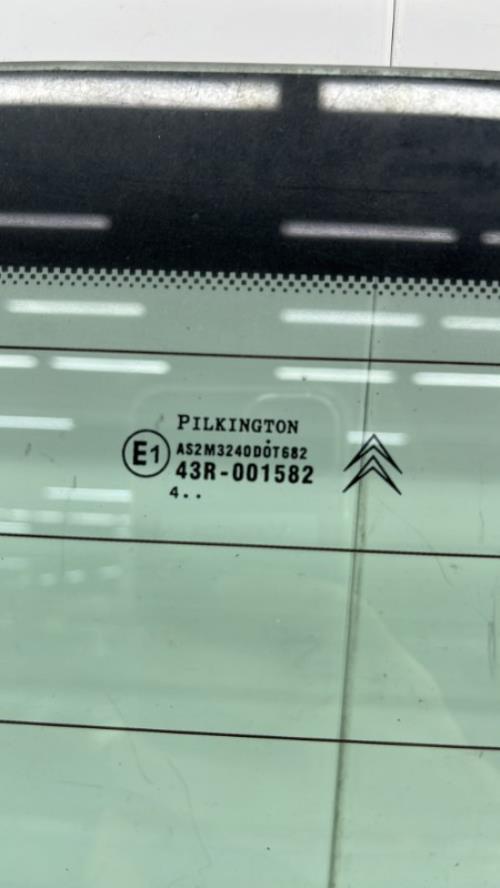 PILKINGTON
E1
AS2M3240DOT682
43R-001582
4..